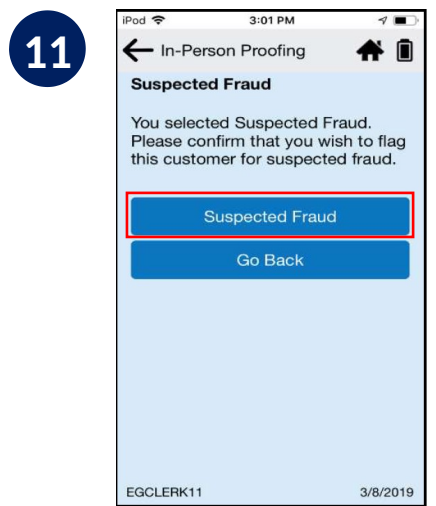 11
iPod 3:01 PM
In-Person Proofing
Suspected Fraud
You selected Suspected Fraud.
Please confirm that you wish to flag
this customer for suspected fraud.
Suspected Fraud
Go Back
EGCLERK11 3/8/2019